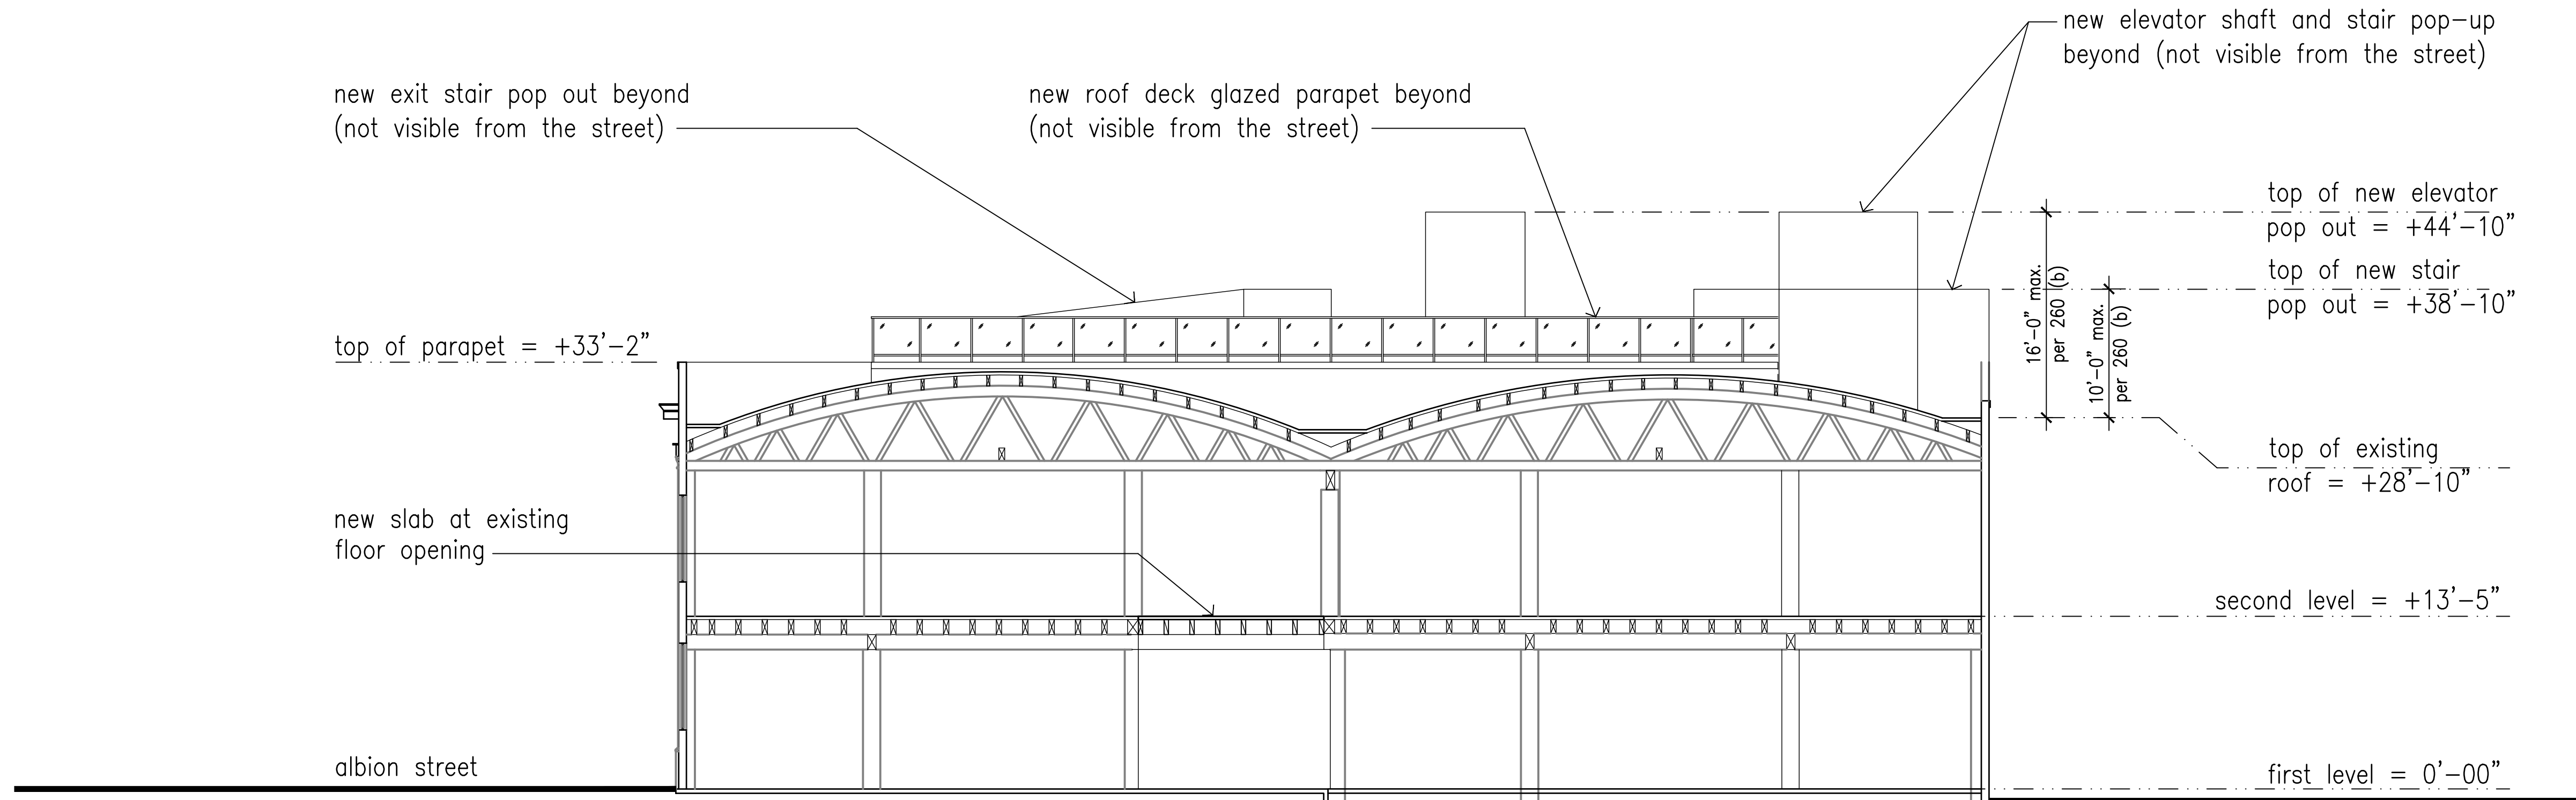 new elevator shaft and stair pop-up
beyond (not visible from the street)
new exit stair pop out beyond
(not visible from the street)
new roof deck glazed parapet beyond
(not visible from the street)
top of new elevator
pop out = +44'-10"
16'-0" max.
per 260 (b)
10'-0" max.
per 260 (b)
top of new stair
pop out = +38'-10"
top of parapet = +33'-2"
top of existing
roof = +28'-10"
new slab at existing
floor opening
second level = +13'-5"
albion street
first level = 0'-00"